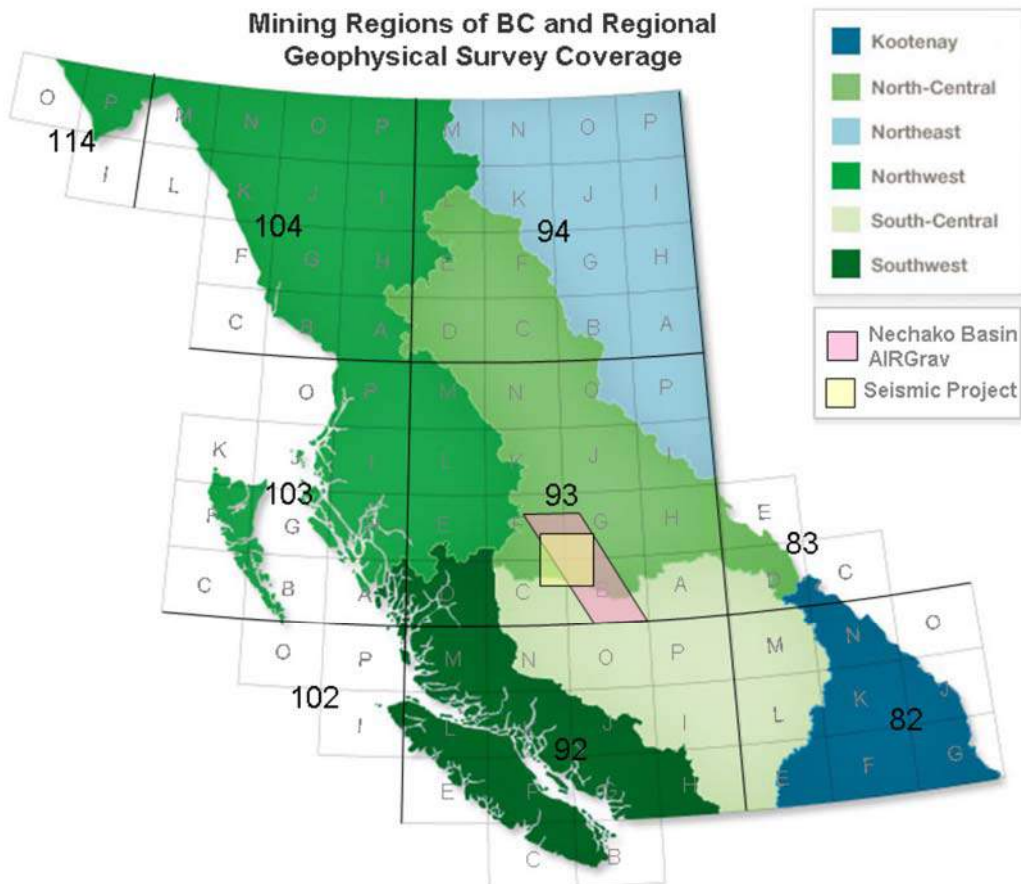 Mining Regions of BC and Regional
Geophysical Survey Coverage
Kootenay
North-Central
Northeast
Northwest
South-Central
Southwest
Nechako Basin
AIRGrav
Seismic Project
O P M N O P M N O P
114
I L K J I L K J I
104 94
F G H E F G H
C B A D C B A
O P M N O P
K J I L K J I
103 93
F G H E F G H E
83
C B A D C B A D C
O P M N O P M N O
102
I L J I L K J
92 82
E F G H E F G
C B